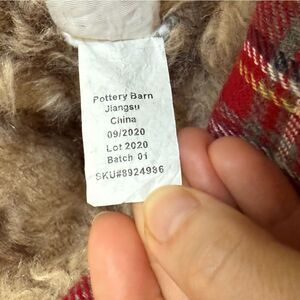 Pottery Barn
Jiangsu
China
09/2020
Lot 2020
Batch 01
SKU#8924986